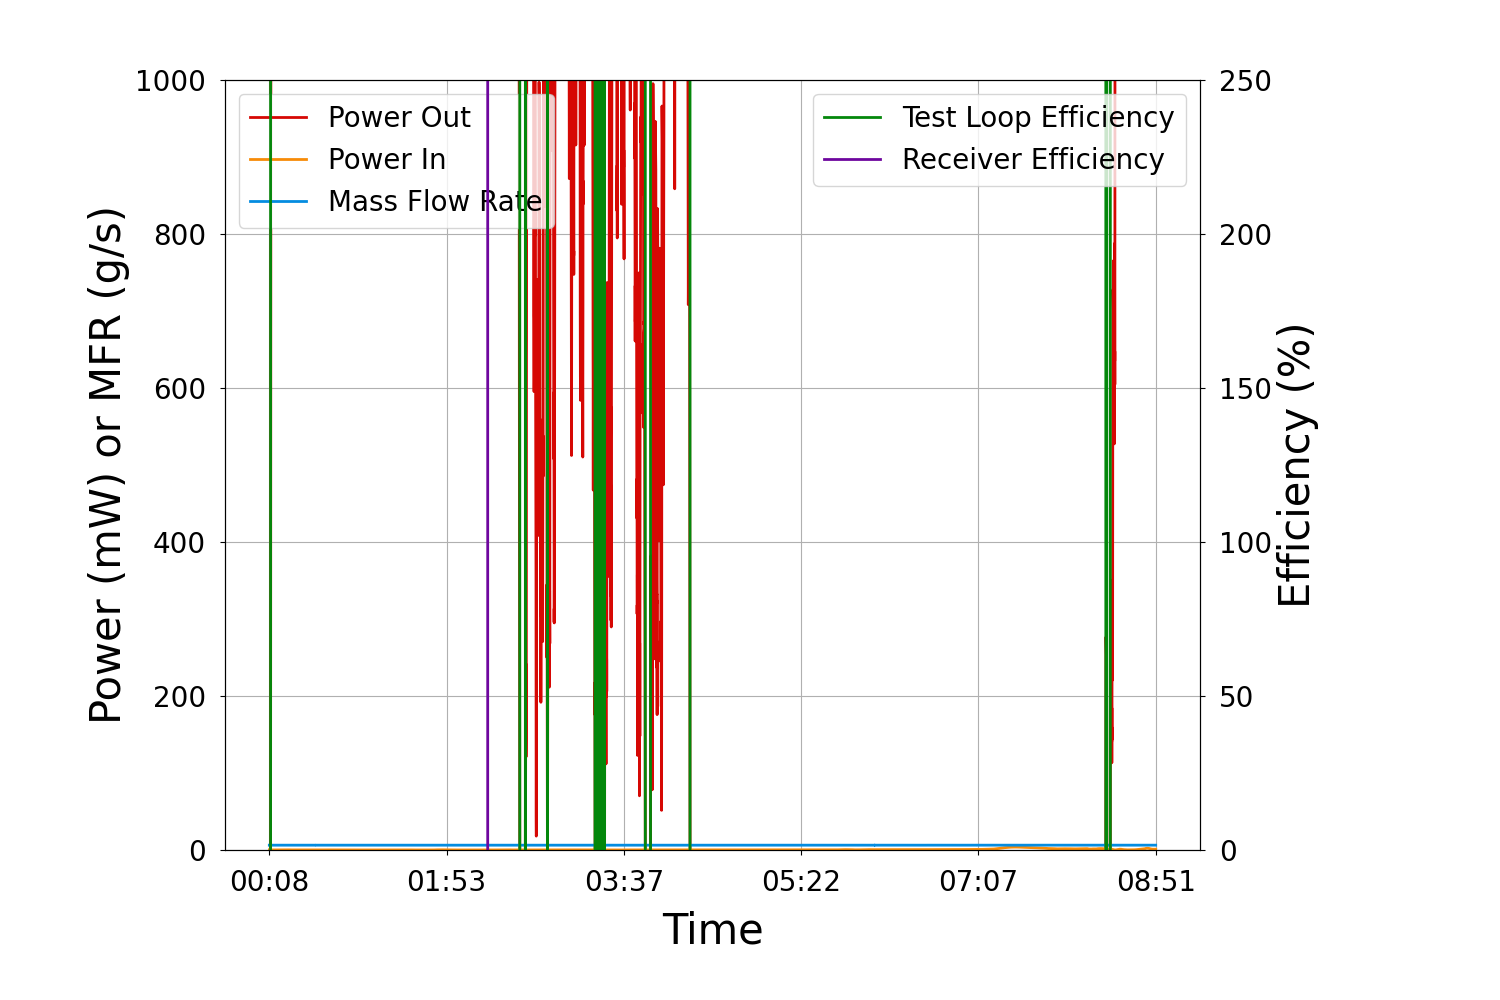 1000
800
600
400
200
0
Power (mW) or MFR (g/s)
Power Out
Power In
Mass Flow Rate
Test Loop Efficiency
Receiver Efficiency
250
200
150
100
50
0
Efficiency (%)
00:08 01:53 03:37 05:22 07:07 08:51
Time